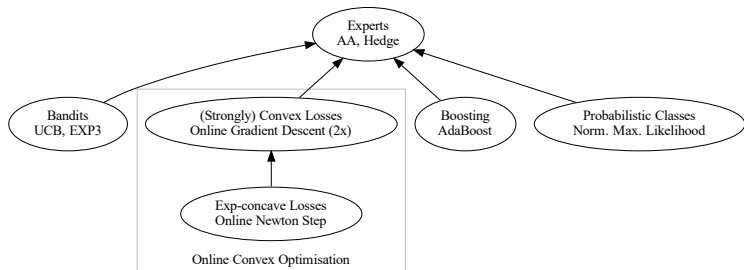 Experts
AA, Hedge
Bandits
UCB, EXP3
(Strongly) Convex Losses
Online Gradient Descent (2x)
Boosting
AdaBoost
Probabilistic Classes
Norm. Max. Likelihood
Exp-concave Losses
Online Newton Step
Online Convex Optimisation